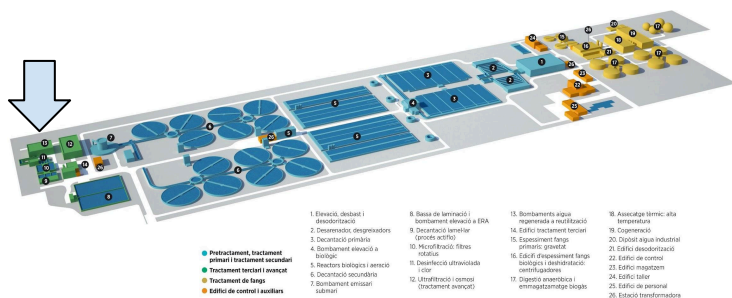 Pretractament, tractament
primari i tractament secundari
Tractament terciari i avançat
Tractament de fangs
Edifici de control i auxiliars
1. Elevació, desbast i
desodorització
2. Desarenador, desgreixadors
3. Decantació primària
4. Bombament elevació a
biològic
5. Reactors biològics i aeració
6. Decantació secundària
7. Bombament emissari
submarí
8. Bassa de laminació i
bombament elevació a ERA
9. Decantació lamel·lar
(procés actiflo)
10. Microfiltració: filtres
rotatius
11. Desinfecció ultraviolada
i clor
12. Ultrafiltració i osmosi
(tractament avançat)
13. Bombaments aigua
regenerada a reutilització
14. Edifici tractament terciari
15. Espessiment fangs
primaris: gravetat
16. Edifici d'espessiment fangs
biològics i deshidratació:
centrifugadores
17. Digestió anaeròbica i
emmagatzematge biogàs
18. Assecatge tèrmic: alta
temperatura
19. Cogeneració
20. Dipòsit aigua industrial
21. Edifici desodorització
22. Edifici de control
23. Edifici magatzem
24. Edifici taller
25. Edifici de personal
26. Estació transformadora